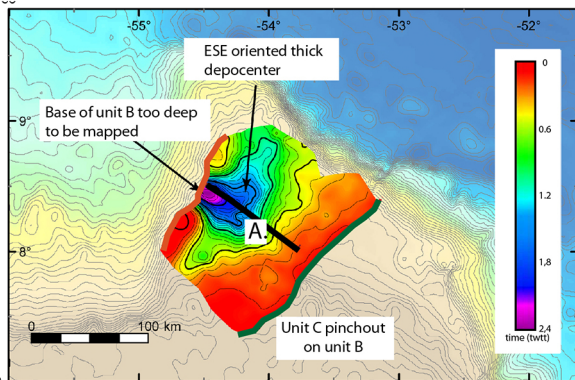 -55° -54° -53° -52°
ESE oriented thick
depocenter
Base of unit B too deep
to be mapped
9°
8°
A.
0
0.6
1.2
1,8
2,4
time (twtt)
0 100 km
Unit C pinchout
on unit B